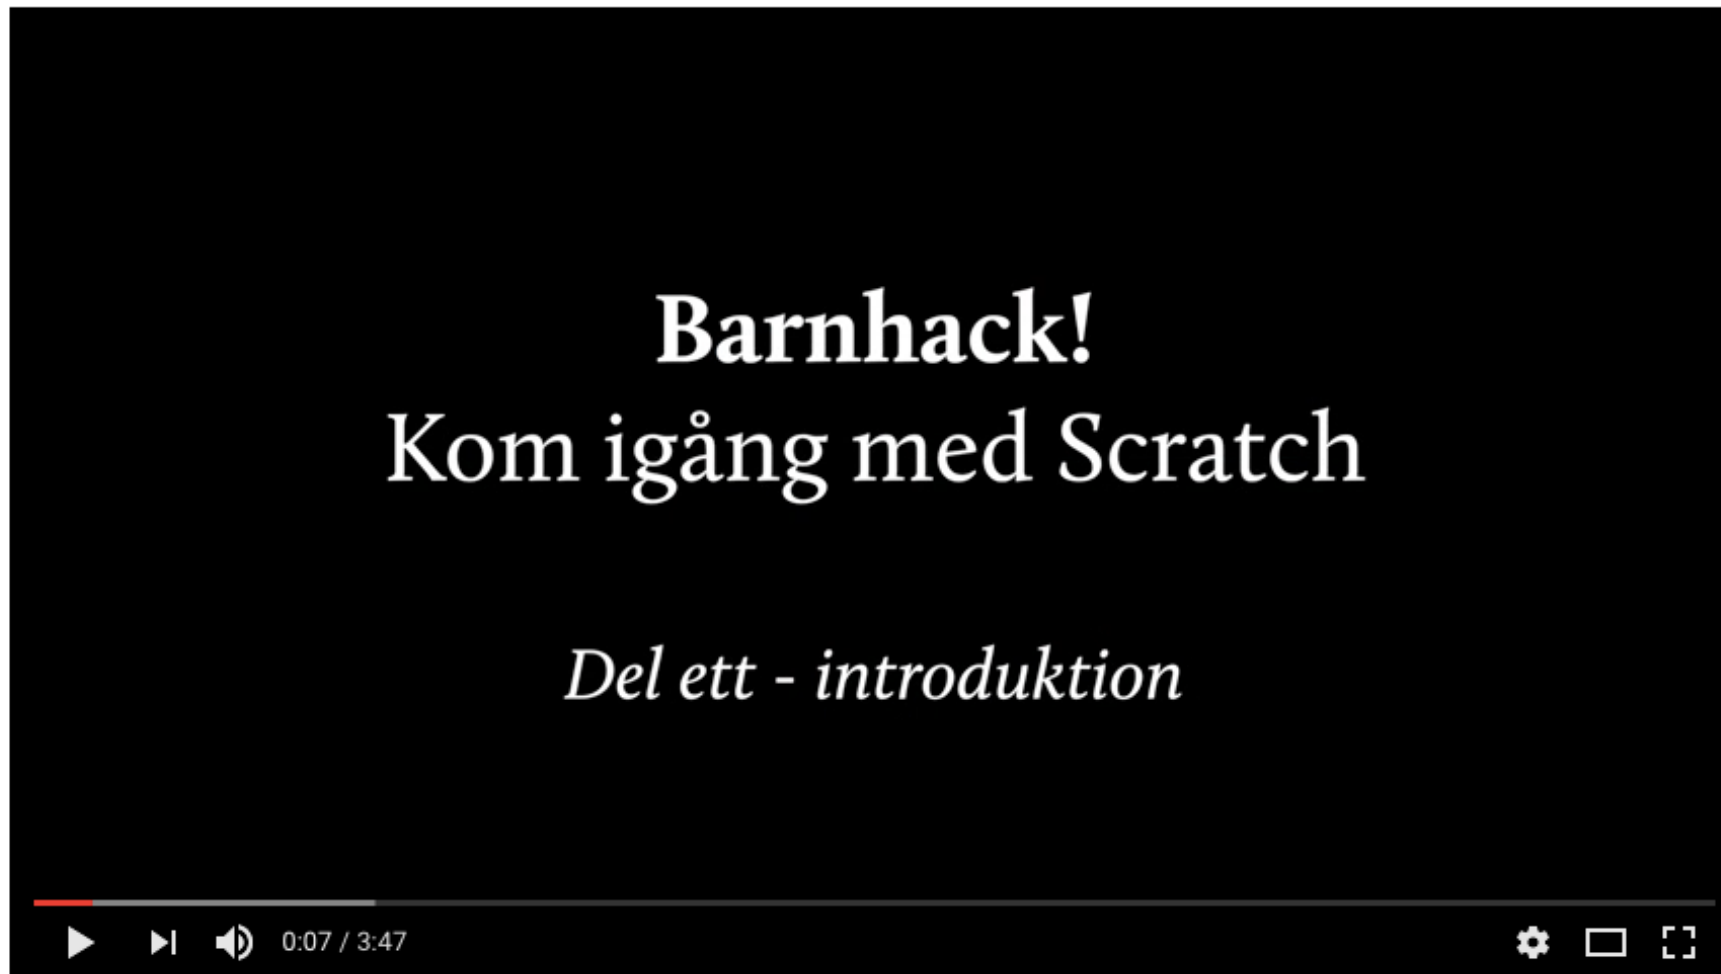 Barnhack!
Kom igång med Scratch
Del ett - introduktion
0:07 / 3:47